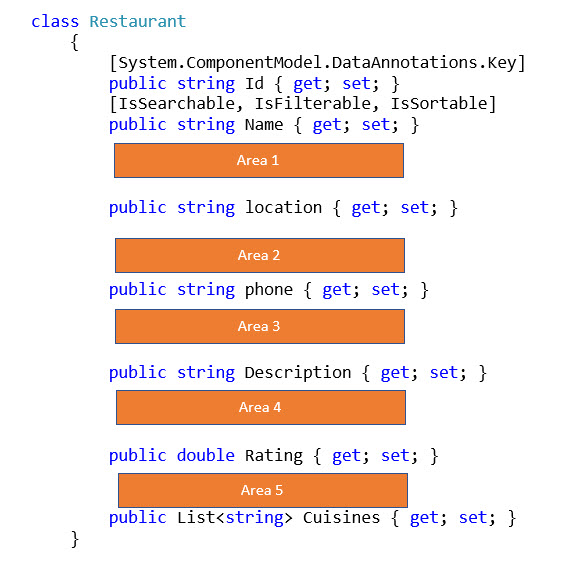 class Restaurant
{
[System.ComponentModel.DataAnnotations.Key]
public string Id { get; set; }
[IsSearchable, IsFilterable, IsSortable]
public string Name { get; set; }
Area 1
public string location { get; set; }
Area 2
public string phone { get; set; }
Area 3
public string Description { get; set; }
Area 4
public double Rating { get; set; }
Area 5
public List<string> Cuisines { get; set; }
}